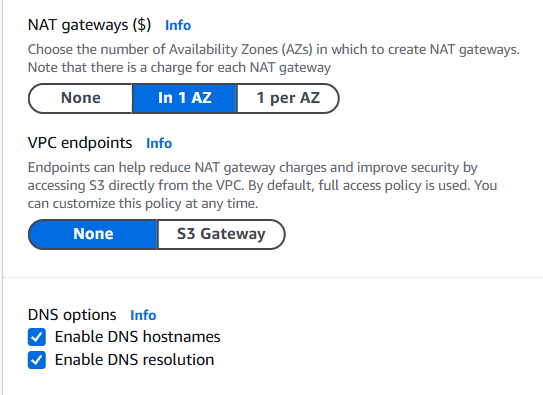 NAT gateways ($) Info
Choose the number of Availability Zones (AZs) in which to create NAT gateways.
Note that there is a charge for each NAT gateway
None In 1 AZ 1 per AZ
VPC endpoints Info
Endpoints can help reduce NAT gateway charges and improve security by
accessing S3 directly from the VPC. By default, full access policy is used. You
can customize this policy at any time.
None S3 Gateway
DNS options Info
Enable DNS hostnames
Enable DNS resolution